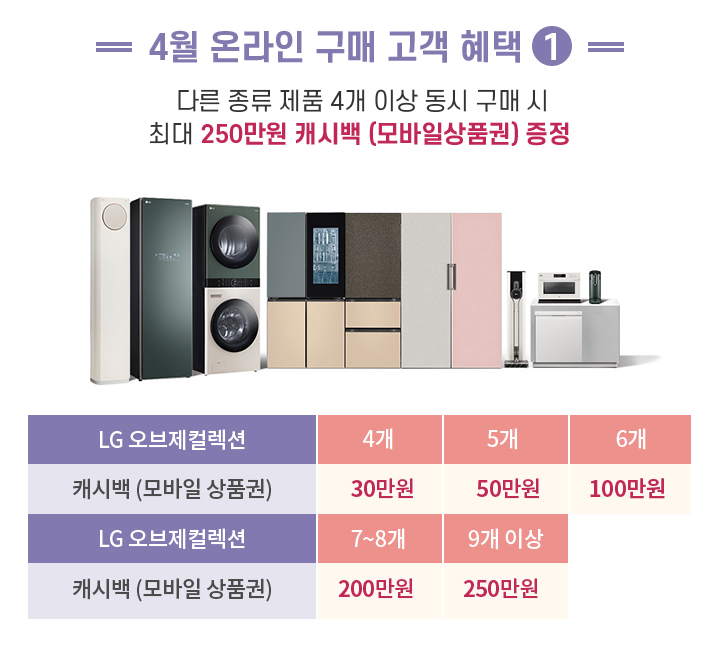 4월 온라인 구매 고객 혜택 1
다른 종류 제품 4개 이상 동시 구매 시
최대 250만원 캐시백 (모바일상품권) 증정
LG 오브제컬렉션 4개 5개 6개
캐시백 (모바일 상품권) 30만원 50만원 100만원
LG 오브제컬렉션 7~8개 9개 이상
캐시백 (모바일 상품권) 200만원 250만원